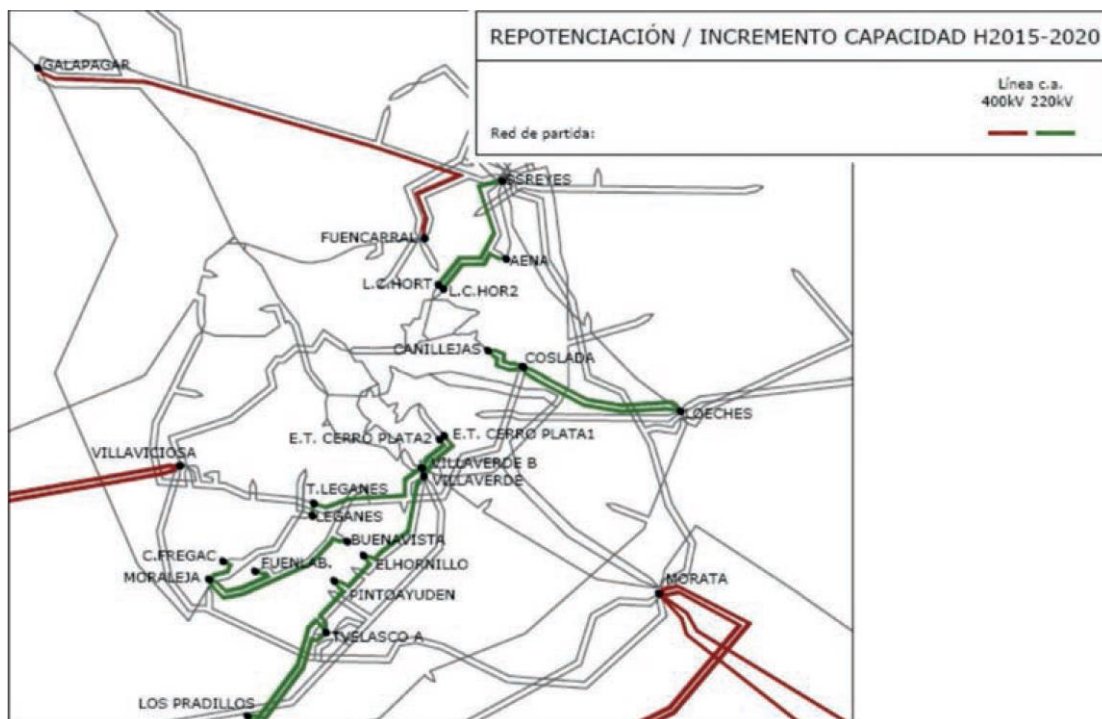 REPOTENCIACIÓN / INCREMENTO CAPACIDAD H2015-2020
Línea c.a.
400kV 220kV
Red de partida:
GALAPAGAR
SSREYES
FUENCARRAL
AENA
L.C.HORT
L.C.HOR2
CANILLEJAS
COSLADA
LOECHES
E.T. CERRO PLATA2
E.T. CERRO PLATA1
VILLAVICIOSA
VILLAVERDE B
VILLAVERDE
T.LEGANES
LEGANES
BUENAVISTA
C.FREGAC
FUENLAB.
ELHORNILLO
MORALEJA
MORATA
PINTOAYUDEN
TVELASCO A
LOS PRADILLOS